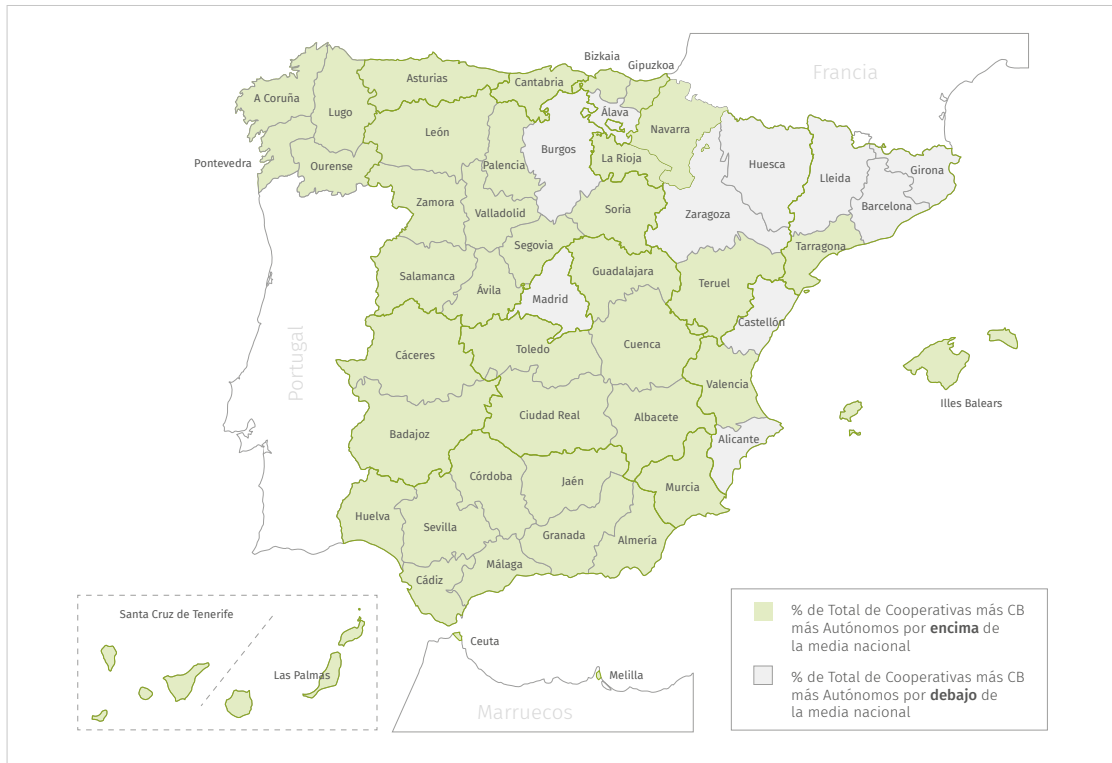 Bizkaia
Gipuzkoa
Francia
Asturias
Cantabria
A Coruña
Lugo
Álava
León
Navarra
Burgos
La Rioja
Palencia
Huesca
Pontevedra
Ourense
Lleida
Girona
Barcelona
Zamora
Valladolid
Soria
Zaragoza
Segovia
Tarragona
Salamanca
Ávila
Guadalajara
Teruel
Madrid
Castellón
Portugal
Cáceres
Toledo
Cuenca
Valencia
Illes Balears
Badajoz
Ciudad Real
Albacete
Alicante
Córdoba
Jaén
Murcia
Huelva
Sevilla
Granada
Almería
Málaga
Cádiz
Santa Cruz de Tenerife
Las Palmas
Ceuta
Melilla
Marruecos
% de Total de Cooperativas más CB
más Autónomos por encima de
la media nacional
% de Total de Cooperativas más CB
más Autónomos por debajo de
la media nacional